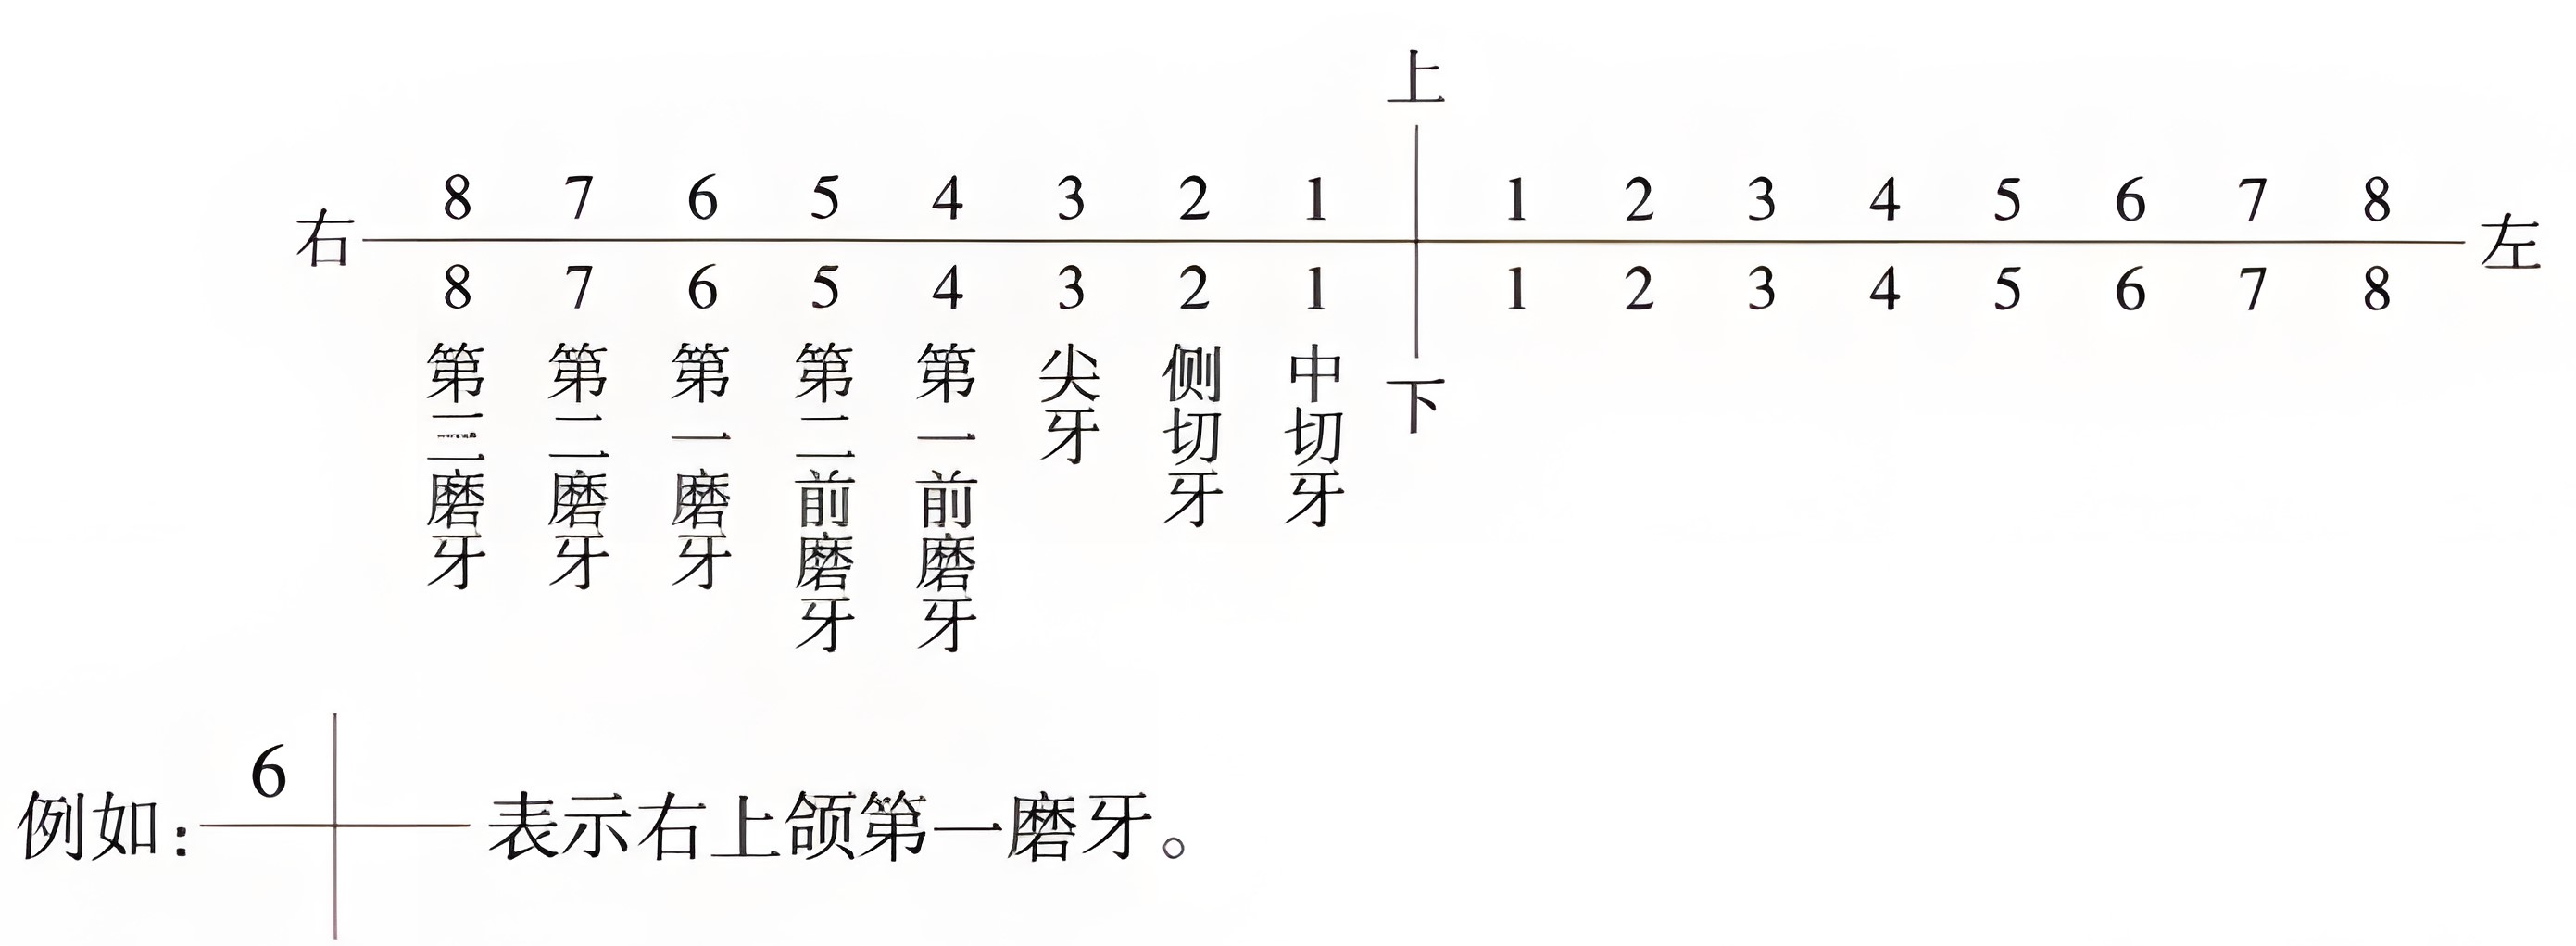 上
8 7 6 5 4 3 2 1 1 2 3 4 5 6 7 8
右 左
8 7 6 5 4 3 2 1 1 2 3 4 5 6 7 8
第三磨牙
第二磨牙
第一磨牙
第二前磨牙
第一前磨牙
尖牙
侧切牙
中切牙
下
6
例如: 表示右上颌第一磨牙。